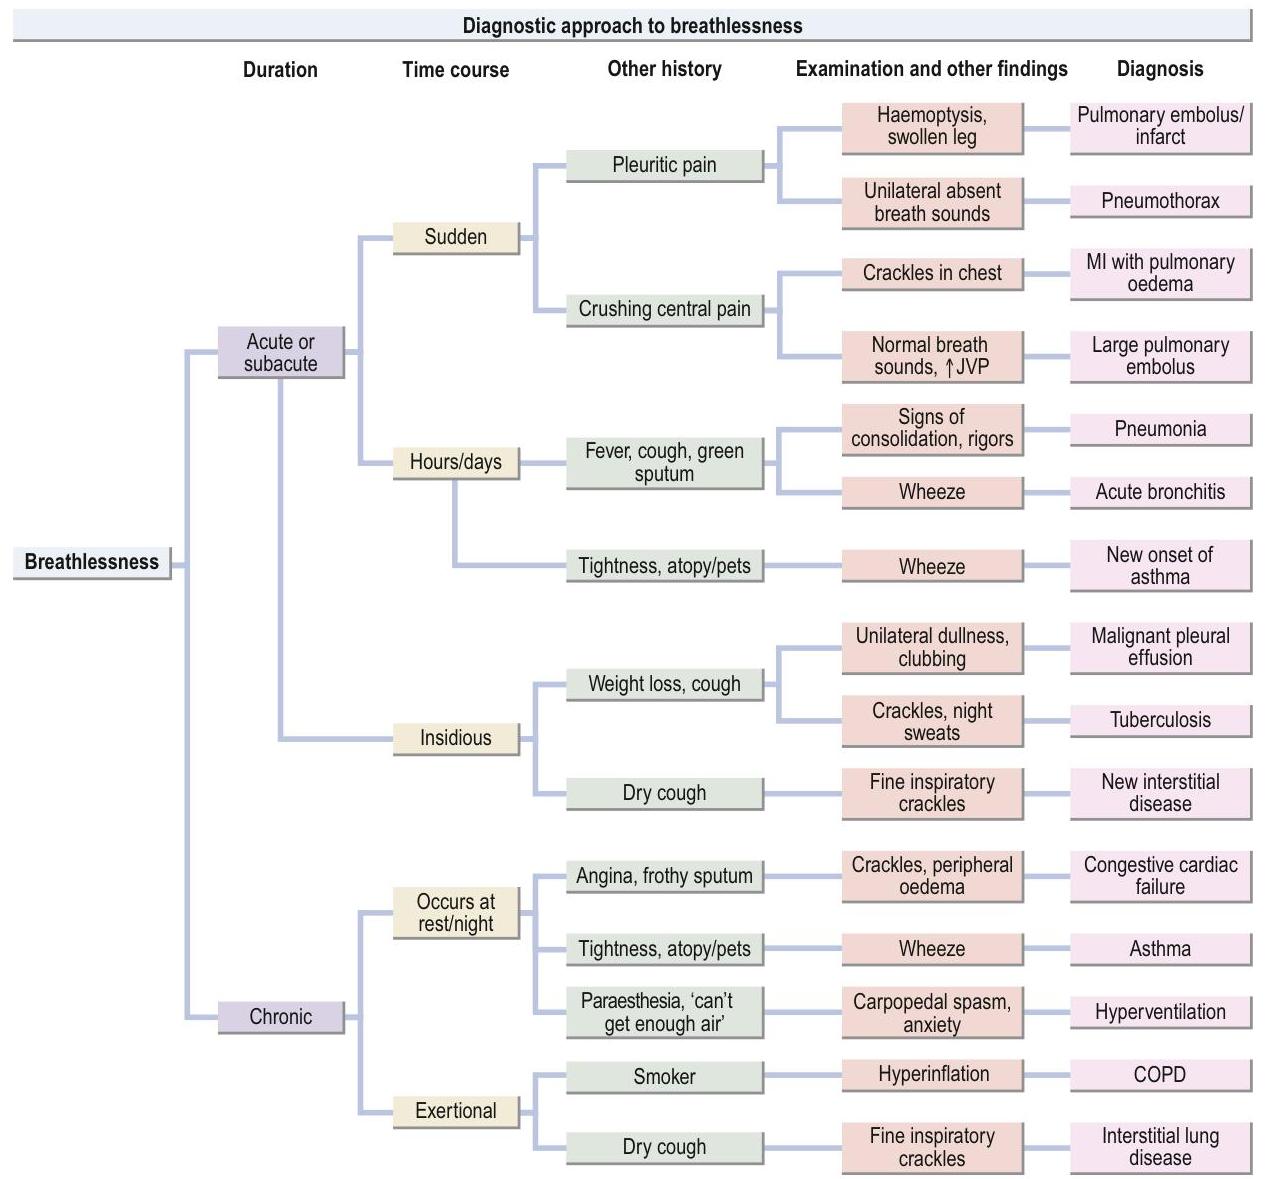 Diagnostic approach to breathlessness
Duration
Time course
Other history
Examination and other findings
Diagnosis
Breathlessness
Acute or
subacute
Sudden
Pleuritic pain
Haemoptysis,
swollen leg
Pulmonary embolus/
infarct
Unilateral absent
breath sounds
Pneumothorax
Crushing central pain
Crackles in chest
MI with pulmonary
oedema
Normal breath
sounds, ↑JVP
Large pulmonary
embolus
Hours/days
Fever, cough, green
sputum
Signs of
consolidation, rigors
Pneumonia
Wheeze
Acute bronchitis
Tightness, atopy/pets
Wheeze
New onset of
asthma
Insidious
Weight loss, cough
Unilateral dullness,
clubbing
Malignant pleural
effusion
Crackles, night
sweats
Tuberculosis
Dry cough
Fine inspiratory
crackles
New interstitial
disease
Chronic
Occurs at
rest/night
Angina, frothy sputum
Crackles, peripheral
oedema
Congestive cardiac
failure
Tightness, atopy/pets
Wheeze
Asthma
Paraesthesia, ‘can’t
get enough air’
Carpopedal spasm,
anxiety
Hyperventilation
Exertional
Smoker
Hyperinflation
COPD
Dry cough
Fine inspiratory
crackles
Interstitial lung
disease